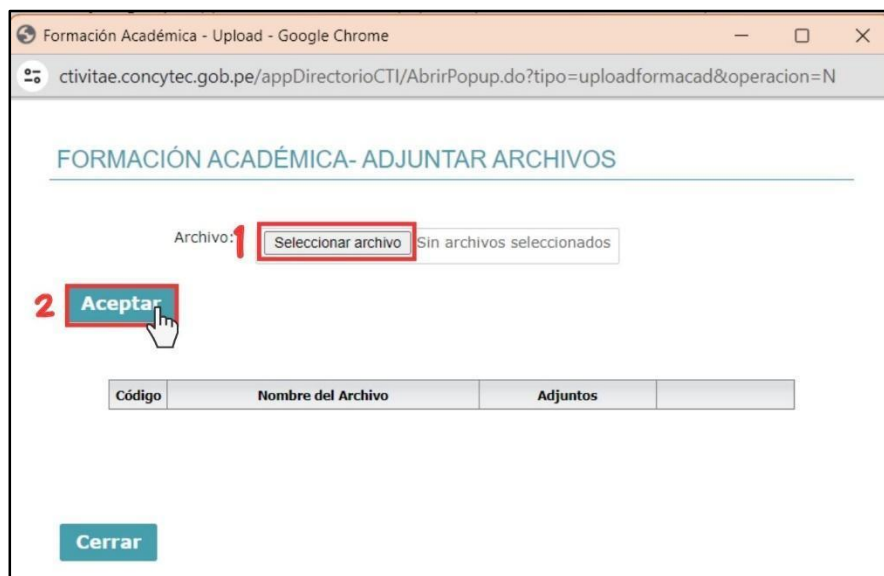 Formación Académica - Upload - Google Chrome
ctivitae.concytec.gob.pe/appDirectorioCTI/AbrirPopup.do?tipo=uploadformacad&operacion=N
FORMACIÓN ACADÉMICA- ADJUNTAR ARCHIVOS
Archivo: 1 Seleccionar archivo Sin archivos seleccionados
2 Aceptar
Código Nombre del Archivo Adjuntos
Cerrar